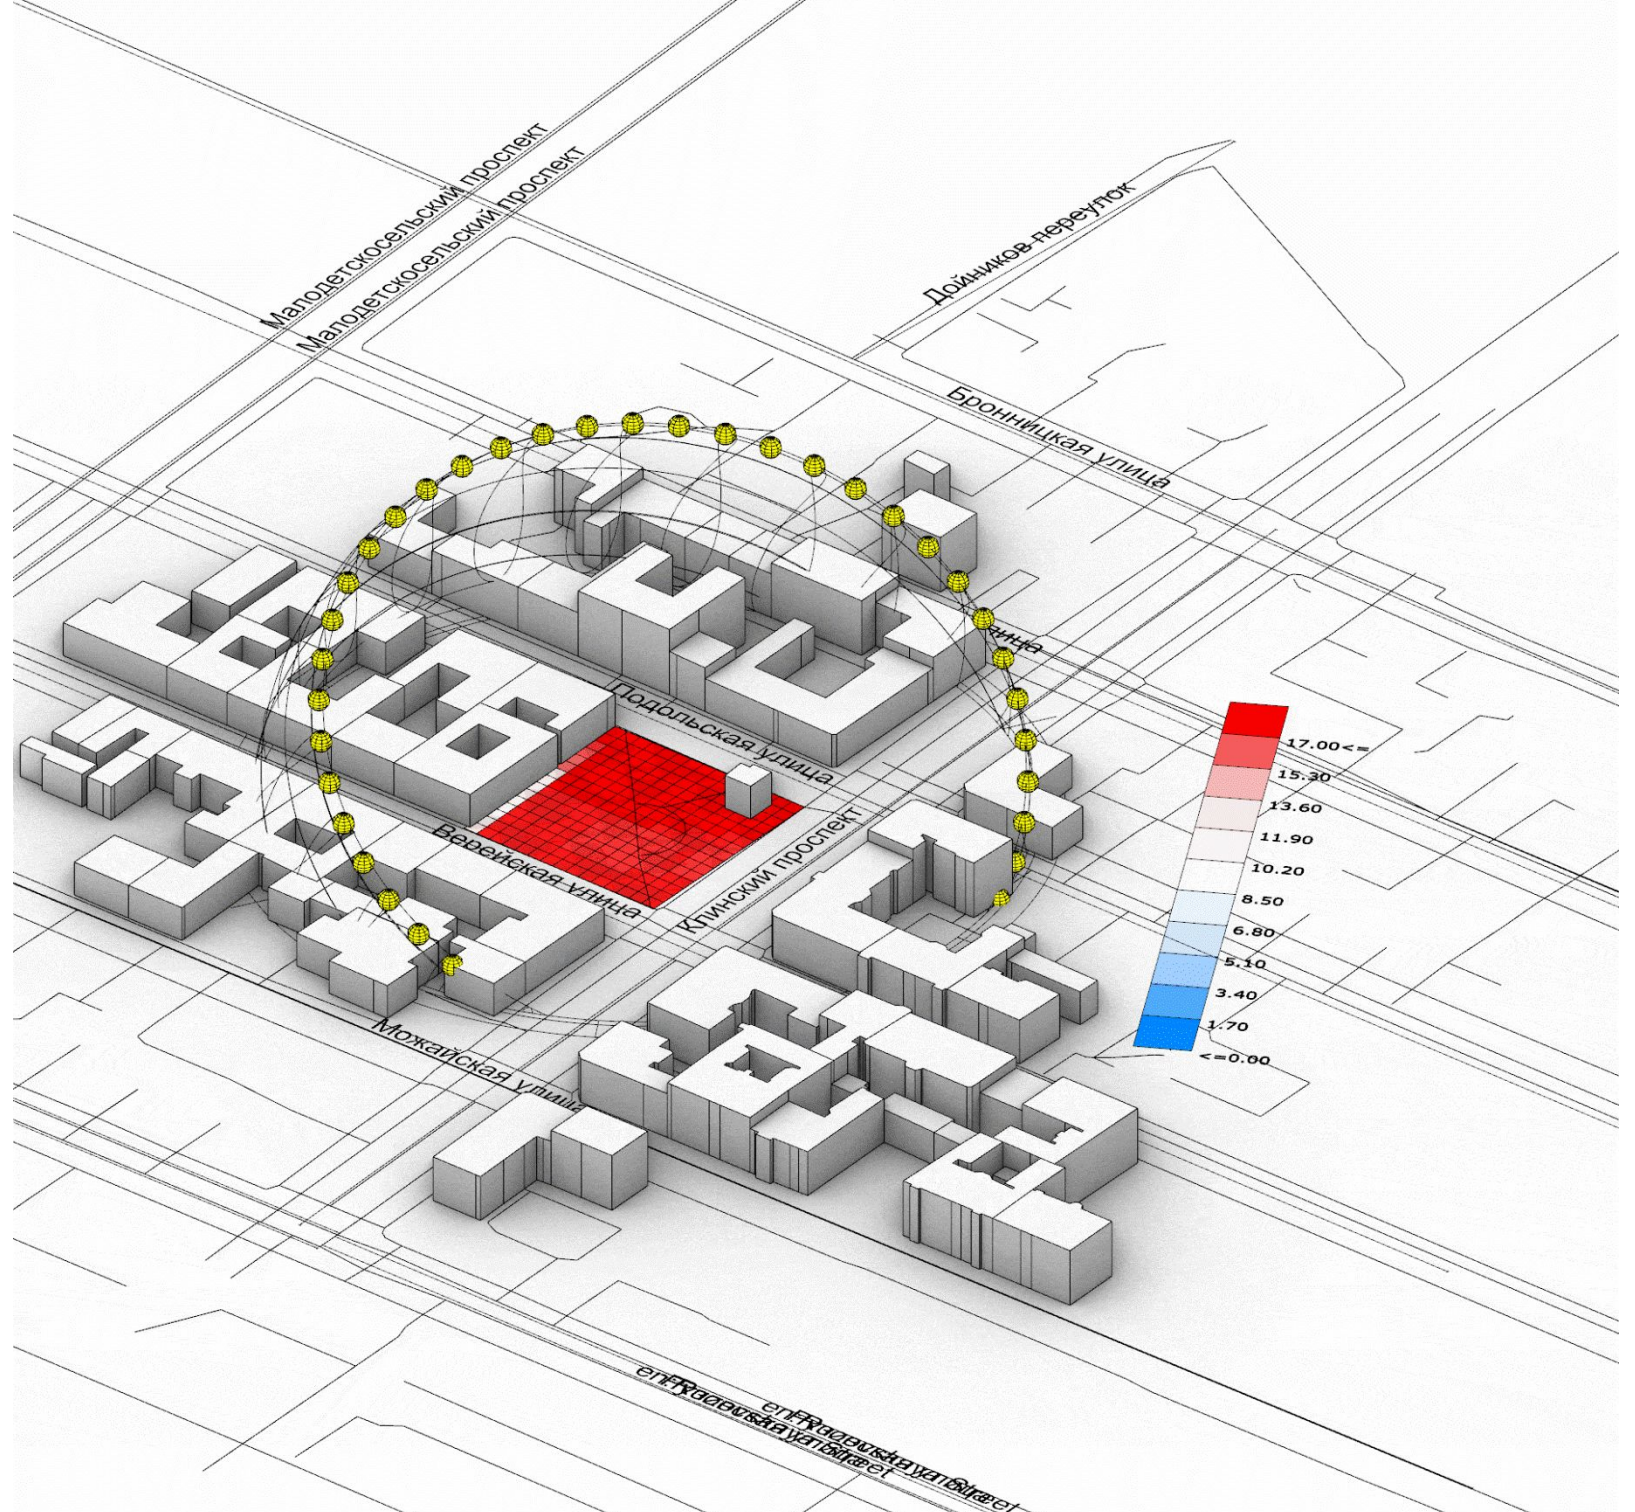 Малодетскосельский проспект
Малодетскосельский проспект
Дойников переулок
Бронницкая улица
Подольская улица
Верейская улица
Клинский проспект
Можайская улица
17.00<=
15.30
13.60
11.90
10.20
8.50
6.80
5.10
3.40
1.70
<=0.00